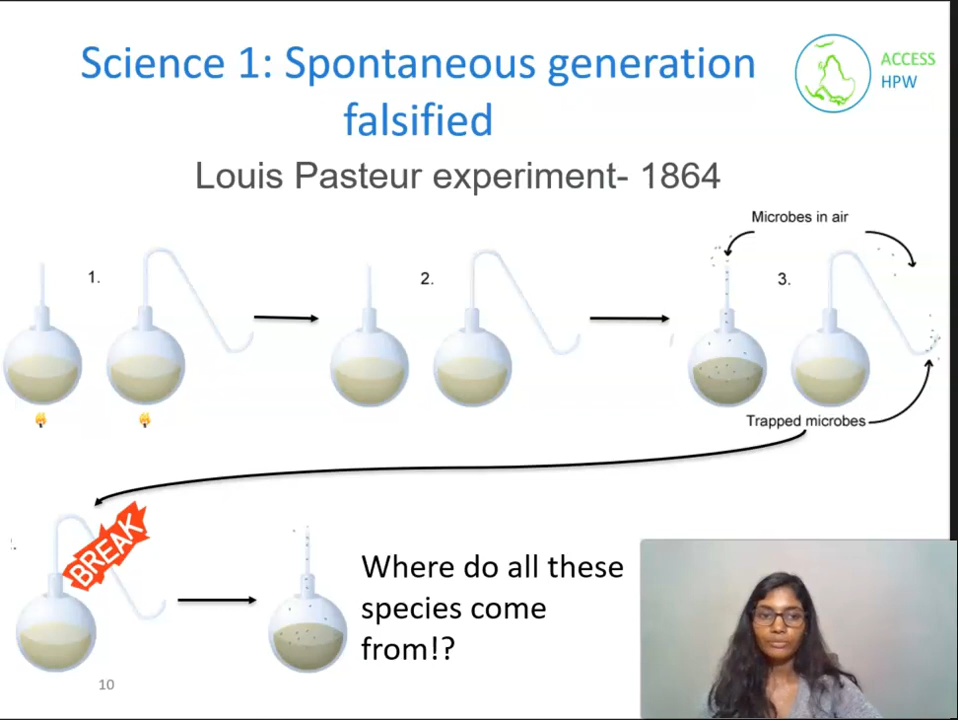 Science 1: Spontaneous generation
falsified
ACCESS
HPW
Louis Pasteur experiment- 1864
Microbes in air
1.
2.
3.
Trapped microbes
BREAK
Where do all these
species come
from!?
10